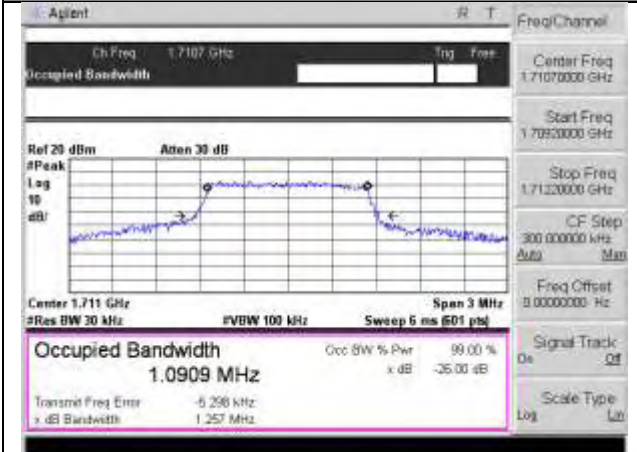 Agilent
R T
Ch Freq 1.7107 GHz
Trig Free
Occupied Bandwidth
Ref 20 dBm
Atten 30 dB
#Peak
Log
10
dB/
Center 1.711 GHz
Span 3 MHz
#Res BW 30 kHz
#VBW 100 kHz
Sweep 6 ms (601 pts)
Occupied Bandwidth
1.0909 MHz
Occ BW % Pwr 99.00 %
x dB -26.00 dB
Transmit Freq Error -6.298 kHz
x dB Bandwidth 1.257 MHz
Freq/Channel
Center Freq
1.71070000 GHz
Start Freq
1.70920000 GHz
Stop Freq
1.71220000 GHz
CF Step
300.000000 kHz
Auto Man
Freq Offset
0.00000000 Hz
Signal Track
On Off
Scale Type
Log Lin